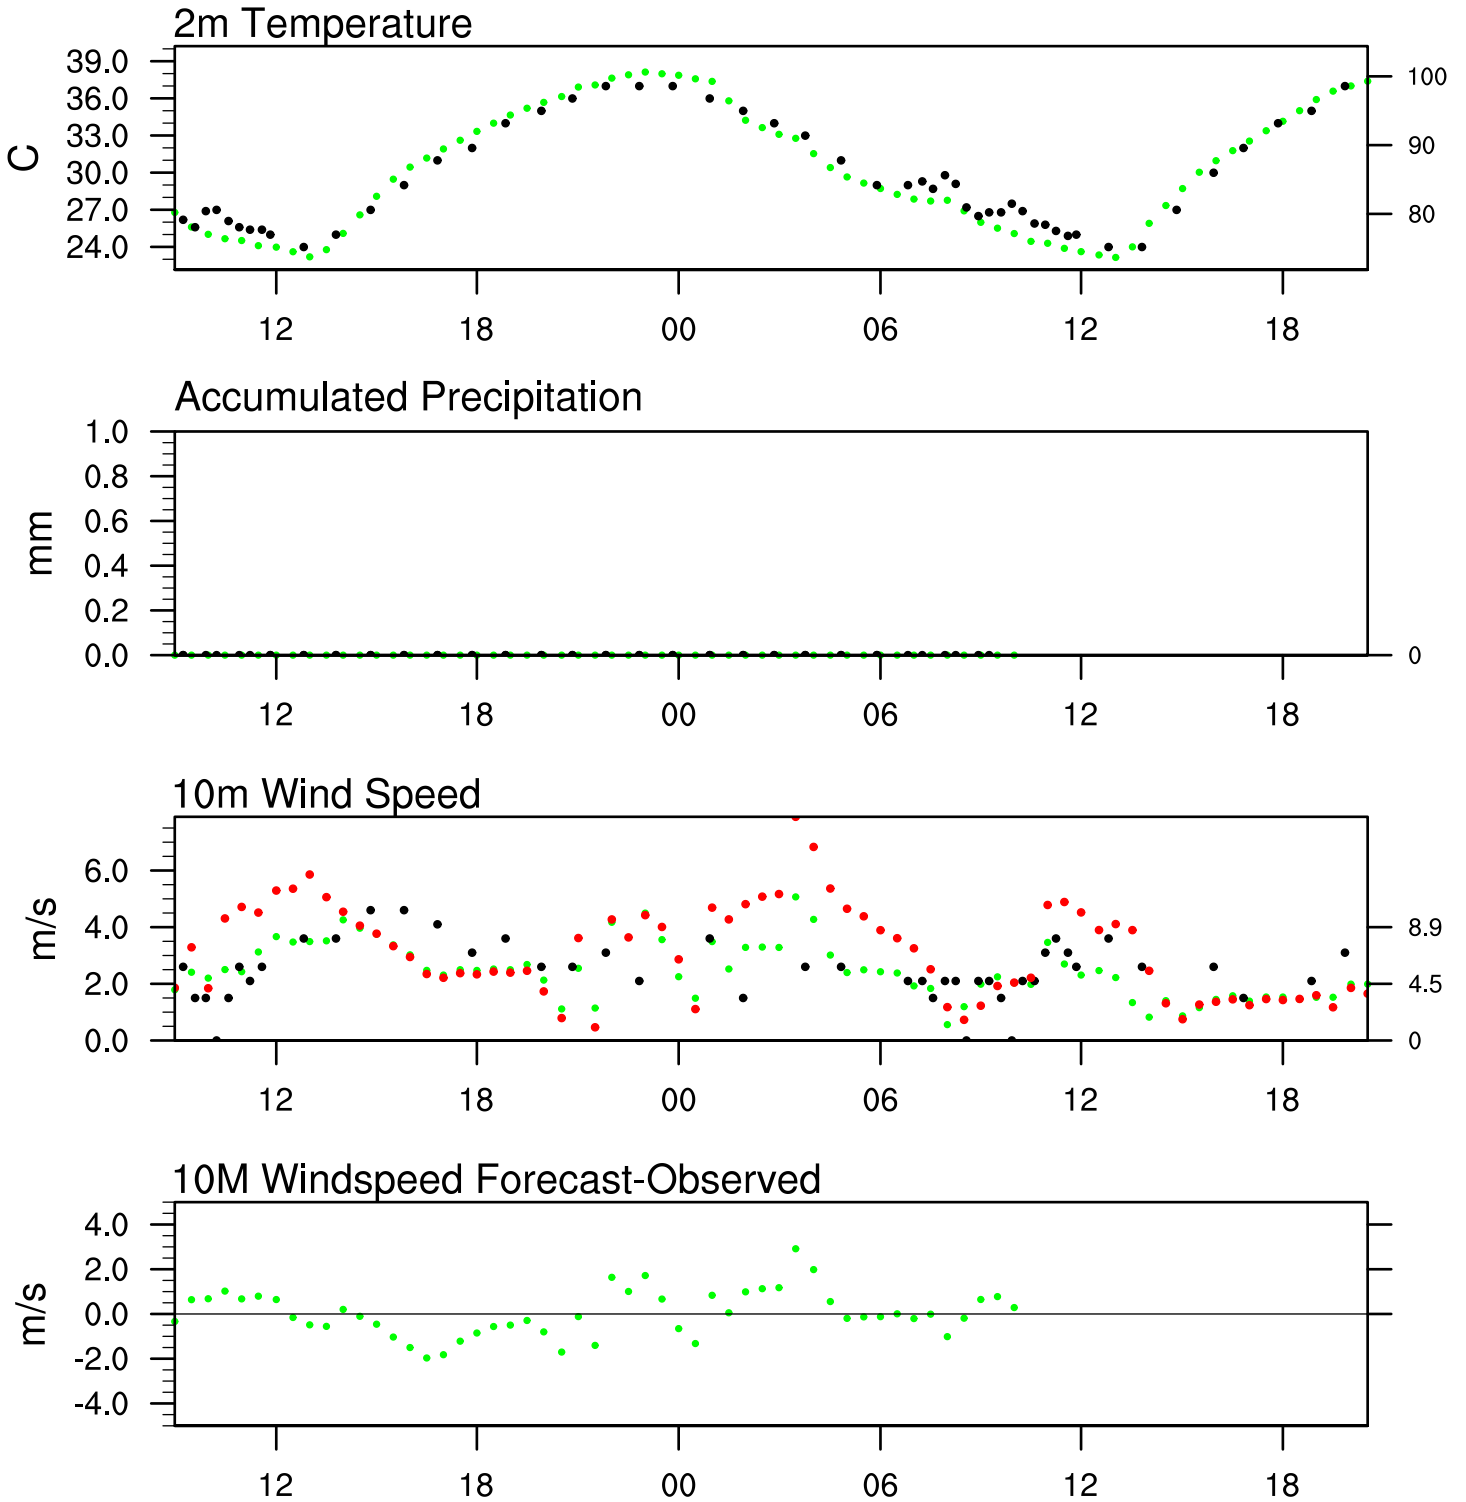 2m Temperature
39.0
36.0
33.0
30.0
27.0
24.0
C
100
90
80
12 18 00 06 12 18
Accumulated Precipitation
1.0
0.8
0.6
0.4
0.2
0.0
mm
0
12 18 00 06 12 18
10m Wind Speed
6.0
4.0
2.0
0.0
m/s
8.9
4.5
0
12 18 00 06 12 18
10M Windspeed Forecast-Observed
4.0
2.0
0.0
-2.0
-4.0
m/s
12 18 00 06 12 18